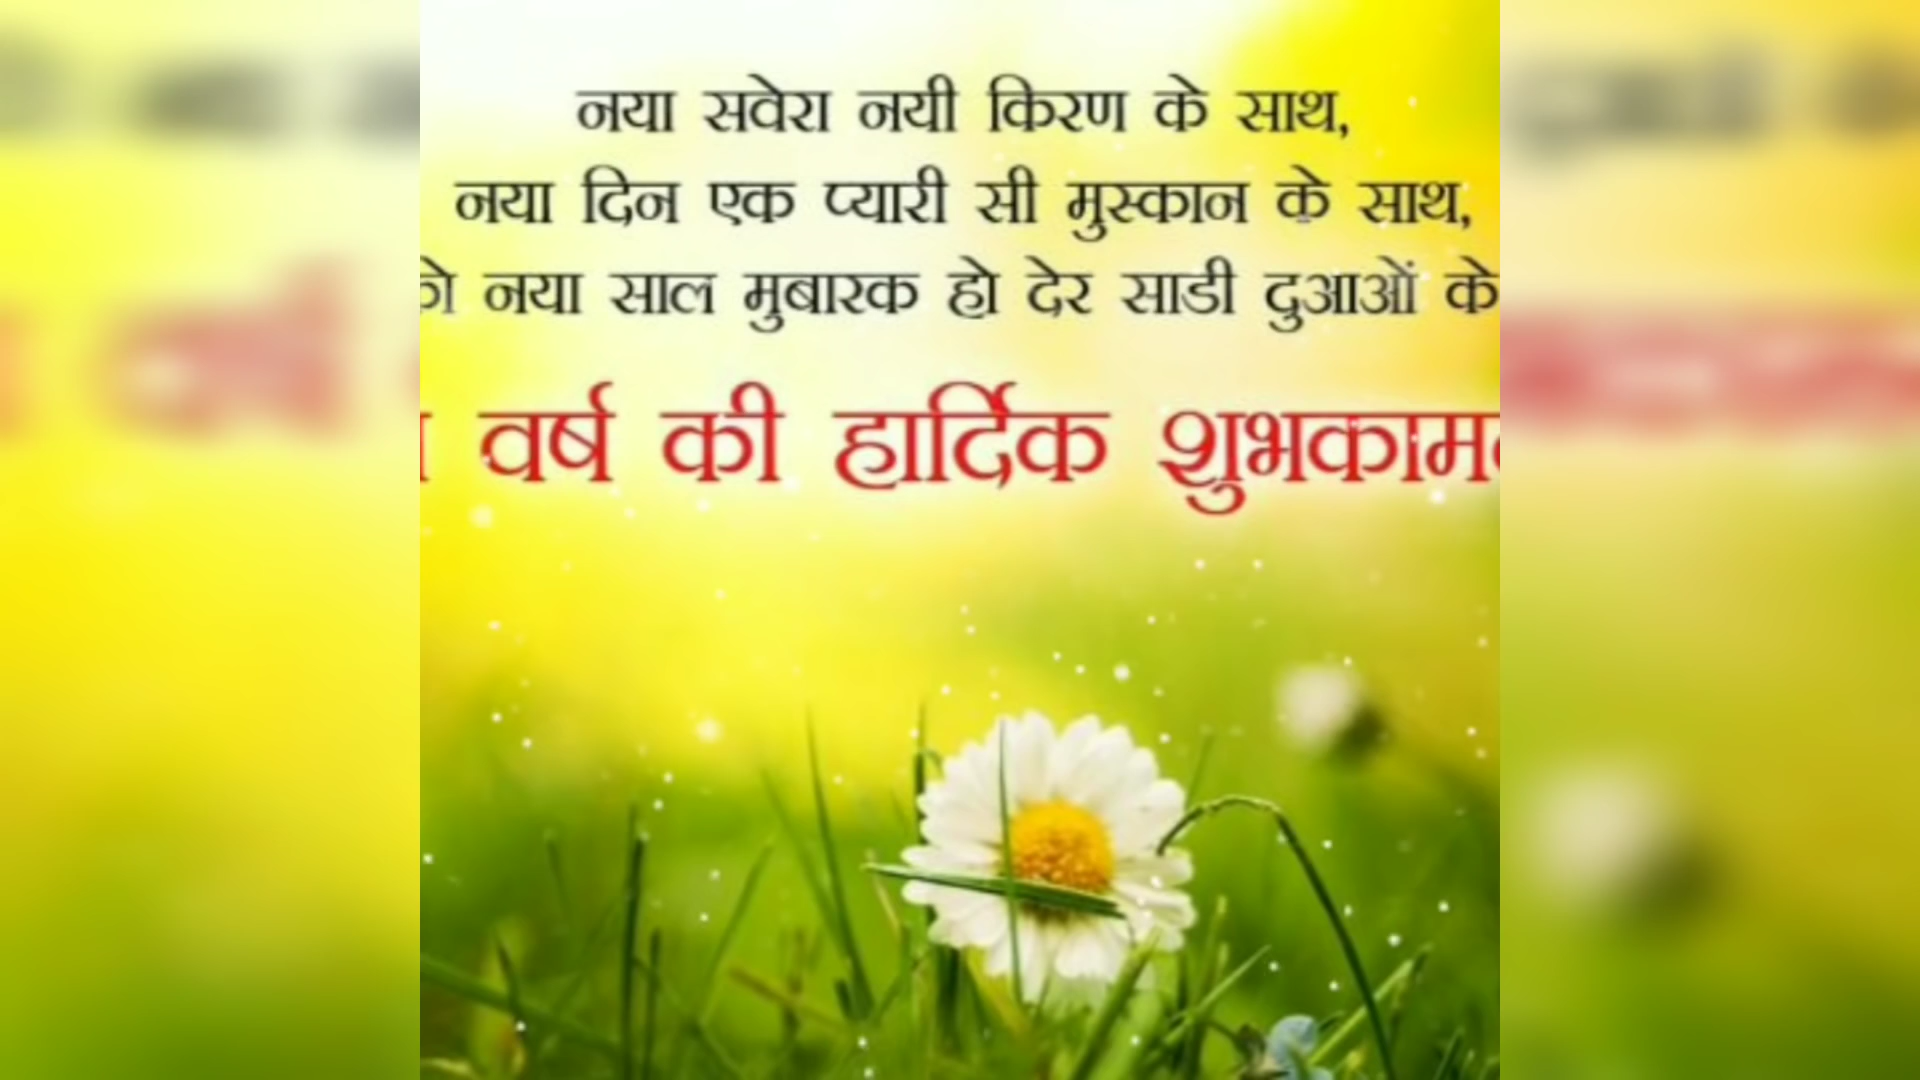 नया सवेरा नयी किरण के साथ,
नया दिन एक प्यारी सी मुस्कान के साथ,
नया साल मुबारक हो देर साडी दुआओं के
वर्ष की हार्दिक